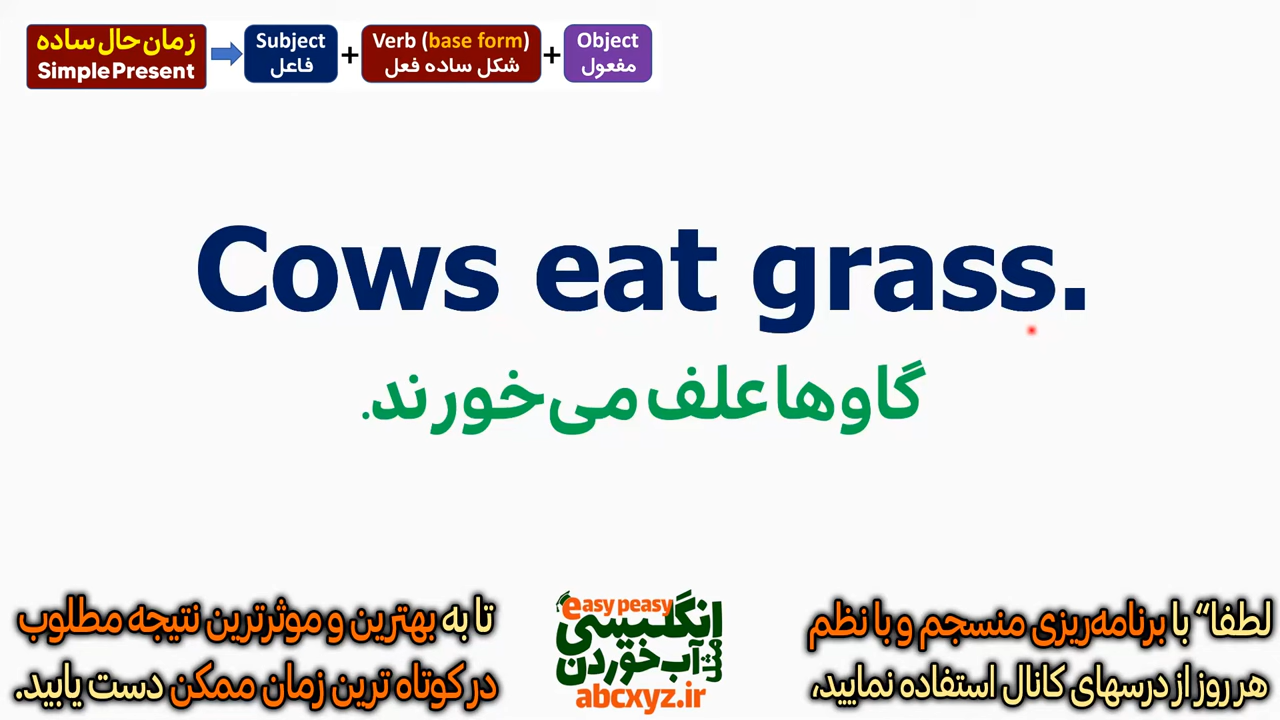 زمان حال ساده
Simple Present
Subject
فاعل
+
Verb (base form)
شکل ساده فعل
+
Object
مفعول
Cows eat grass.
گاوها علف می‌خورند.
لطفا“ با برنامه‌ریزی منسجم و با نظم
هر روز از درسهای کانال استفاده نمایید،
تا به بهترین و موثرترین نتیجه مطلوب
در کوتاه ترین زمان ممکن دست یابید.
easy peasy
انگلیسی
مثل آب خوردن
abcxyz.ir